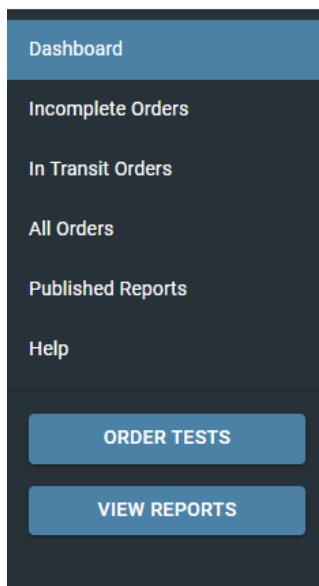 Dashboard
Incomplete Orders
In Transit Orders
All Orders
Published Reports
Help
ORDER TESTS
VIEW REPORTS